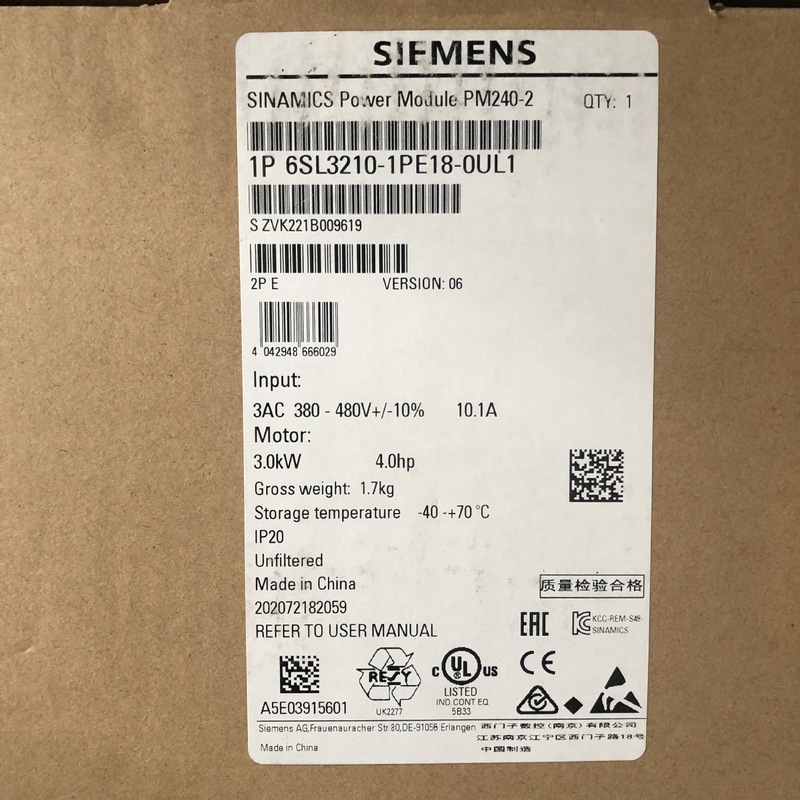 SIEMENS
SINAMICS Power Module PM240-2 QTY: 1
1P 6SL3210-1PE18-0UL1
S ZVK221B009619
2P E VERSION: 06
4 042948 666029
Input:
3AC 380 - 480V+/-10% 10.1A
Motor:
3.0kW 4.0hp
Gross weight: 1.7kg
Storage temperature -40 -+70 °C
IP20
Unfiltered
Made in China
质量检验合格
202072182059
REFER TO USER MANUAL
EAC
KCC-REM-S49-
SINAMICS
RESY
UK2277
c UL us
LISTED
IND CONT EQ
5B33
CE
A5E03915601
Siemens AG,Frauenauracher Str.80,DE-91056 Erlangen
西门子数控(南京)有限公司
江苏南京江宁区西门子路18号
Made in China
中国制造